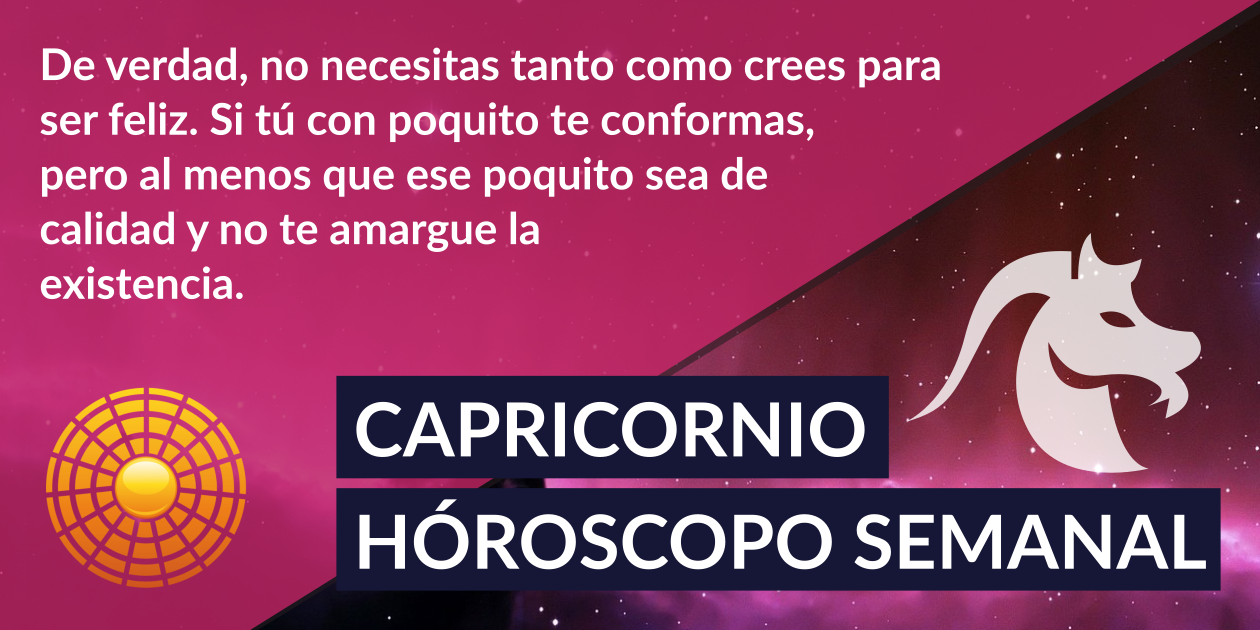 De verdad, no necesitas tanto como crees para
ser feliz. Si tú con poquito te conformas,
pero al menos que ese poquito sea de
calidad y no te amargue la
existencia.
CAPRICORNIO
HÓROSCOPO SEMANAL